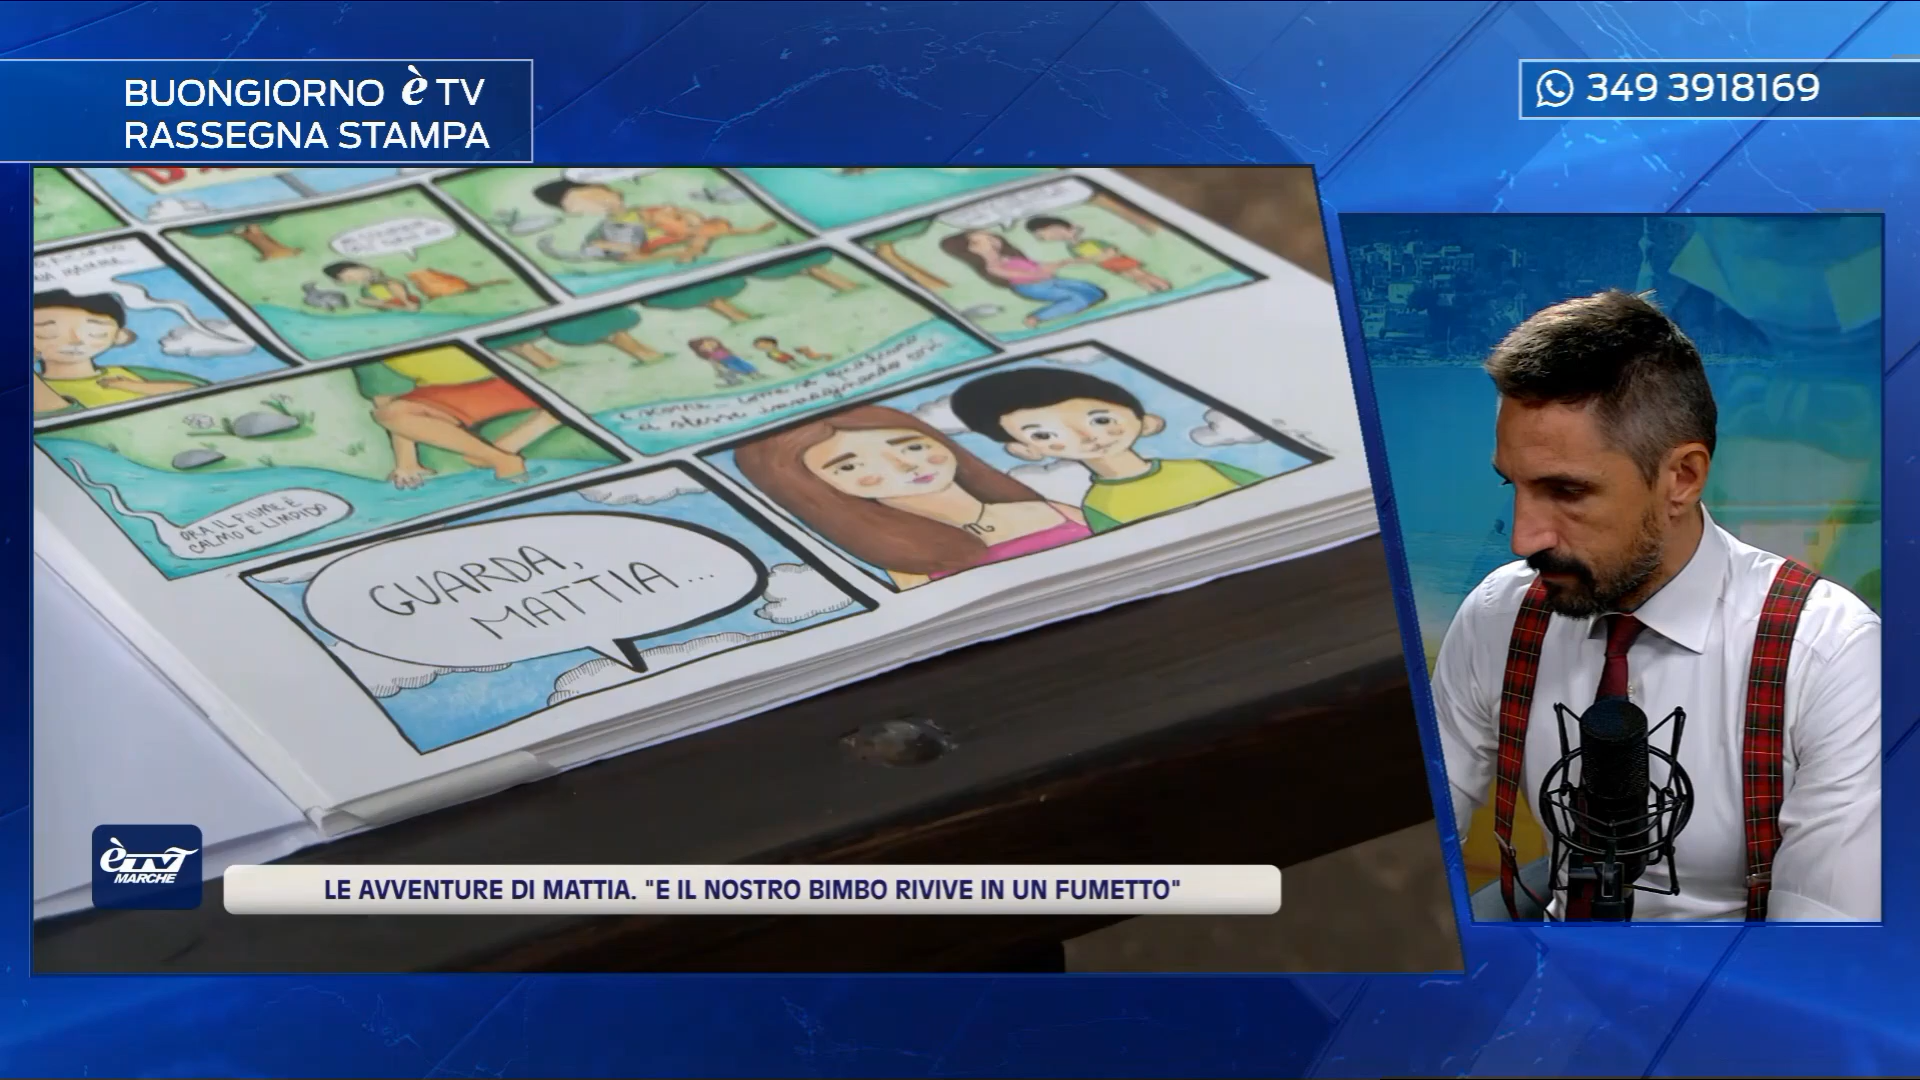 BUONGIORNO è TV
RASSEGNA STAMPA
349 3918169
ORA IL FIUME È
CALMO E LIMPIDO
GUARDA,
MATTIA...
è TV
MARCHE
LE AVVENTURE DI MATTIA. "E IL NOSTRO BIMBO RIVIVE IN UN FUMETTO"